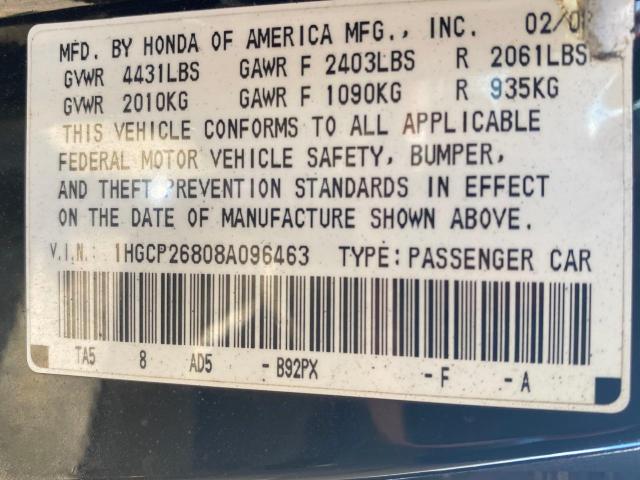 MFD. BY HONDA OF AMERICA MFG., INC. 02/0
GVWR 4431LBS GAWR F 2403LBS R 2061LBS
GVWR 2010KG GAWR F 1090KG R 935KG
THIS VEHICLE CONFORMS TO ALL APPLICABLE
FEDERAL MOTOR VEHICLE SAFETY, BUMPER,
AND THEFT PREVENTION STANDARDS IN EFFECT
ON THE DATE OF MANUFACTURE SHOWN ABOVE.
V.I.N.: 1HGCP26808A096463 TYPE:PASSENGER CAR
TA5 8 AD5 - B92PX - F - A